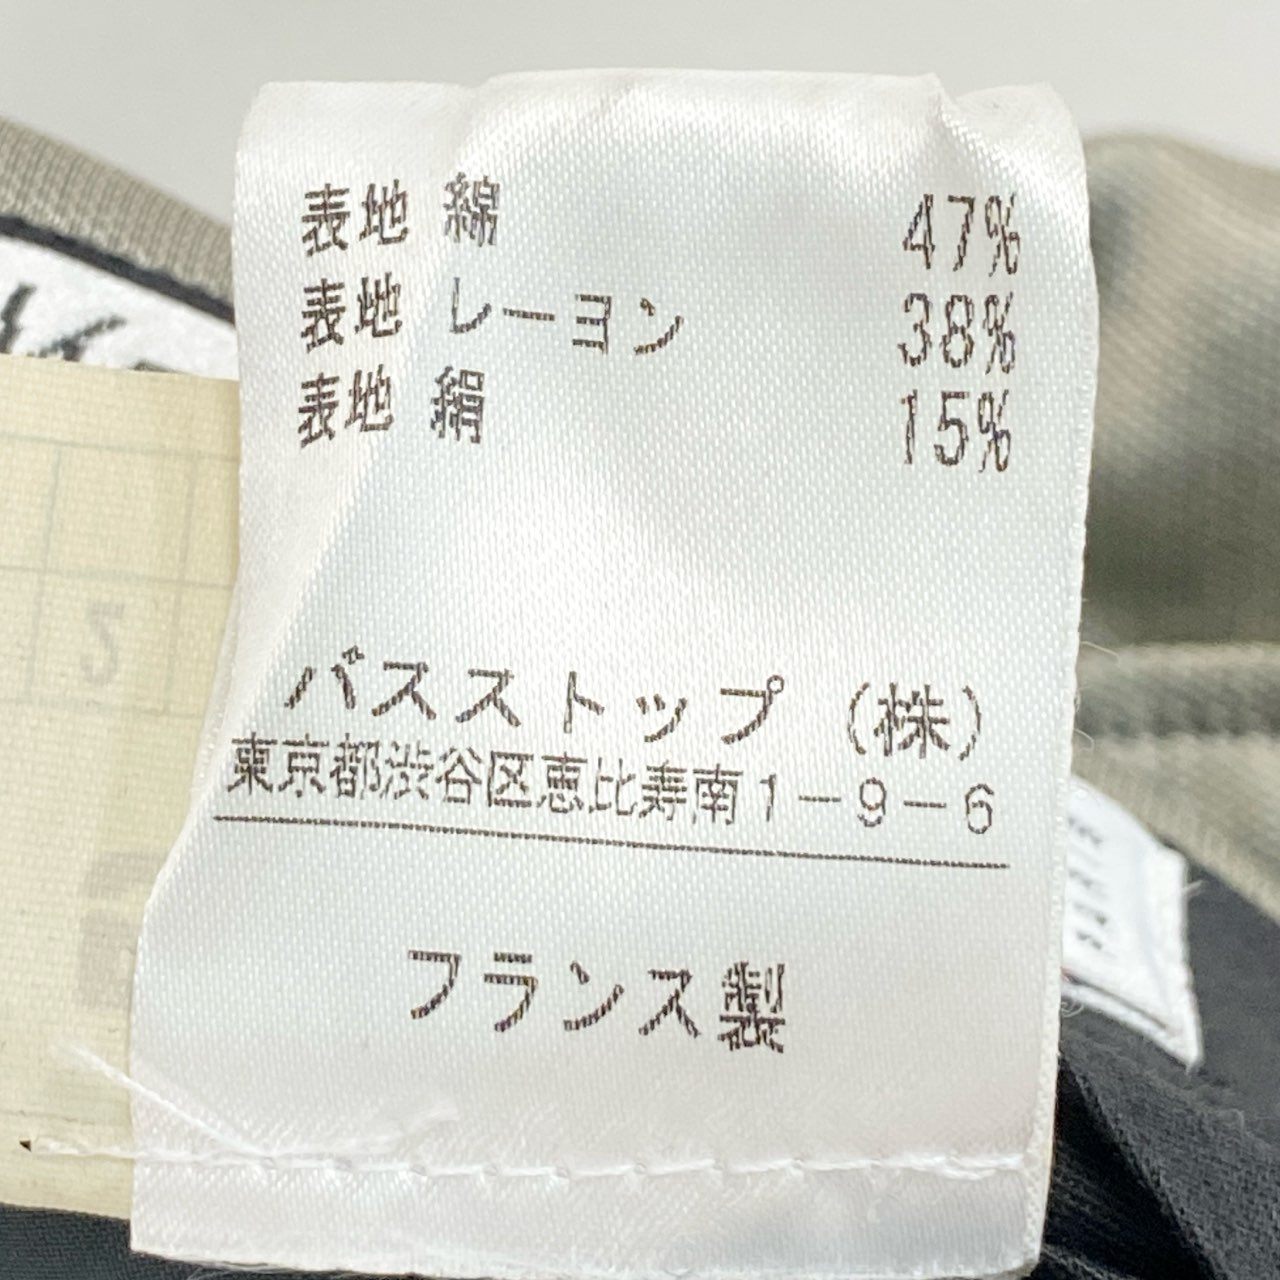 表地 綿 47%
表地 レーヨン 38%
表地 絹 15%
バスストップ (株)
東京都渋谷区恵比寿南1-9-6
フランス製